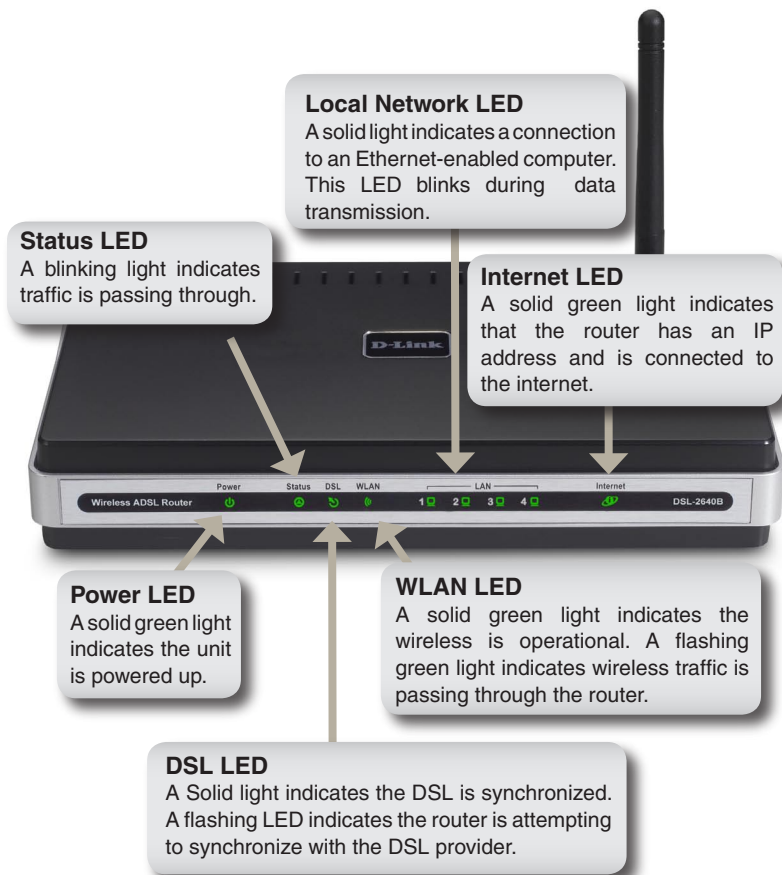 Local Network LED
A solid light indicates a connection
to an Ethernet-enabled computer.
This LED blinks during data
transmission.
Status LED
A blinking light indicates
traffic is passing through.
Internet LED
A solid green light indicates
that the router has an IP
address and is connected to
the internet.
D-Link
Power Status DSL WLAN LAN Internet
Wireless ADSL Router 1 2 3 4 DSL-2640B
Power LED
A solid green light
indicates the unit
is powered up.
WLAN LED
A solid green light indicates the
wireless is operational. A flashing
green light indicates wireless traffic is
passing through the router.
DSL LED
A Solid light indicates the DSL is synchronized.
A flashing LED indicates the router is attempting
to synchronize with the DSL provider.